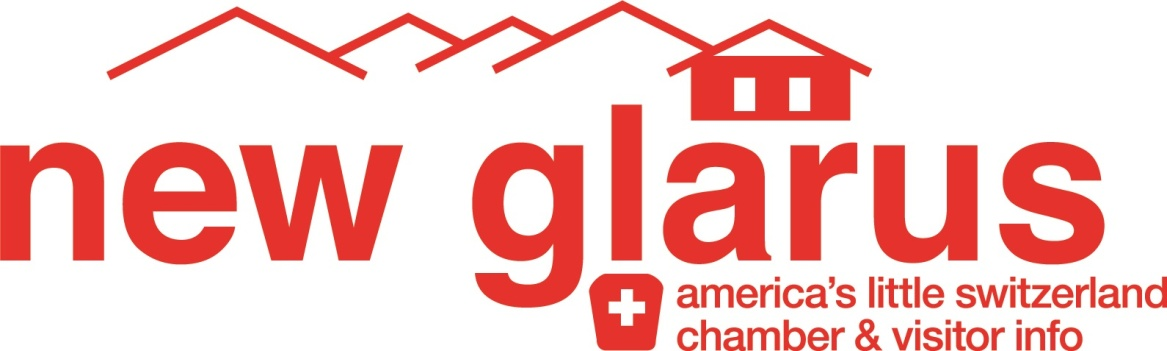 new glarus
america's little switzerland
chamber & visitor info